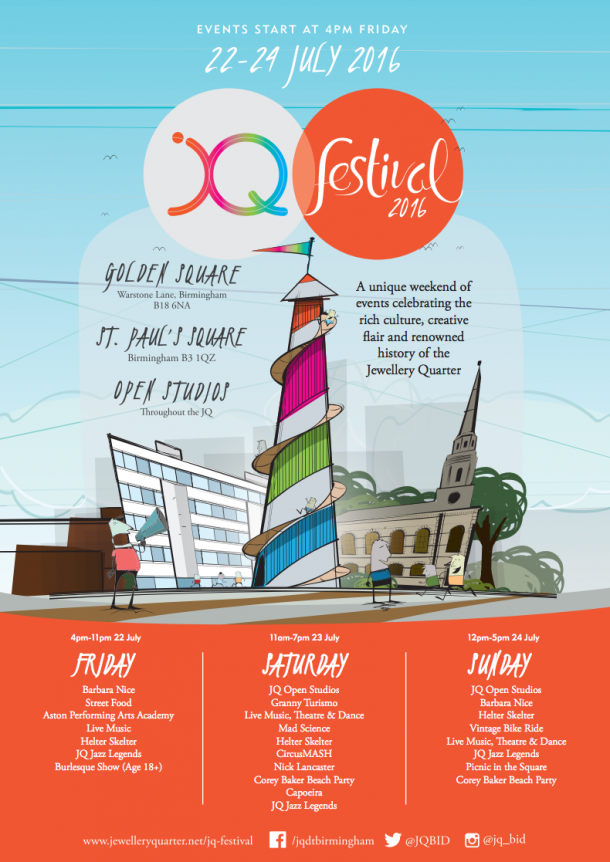 EVENTS START AT 4PM FRIDAY
22-24 JULY 2016
JQ
festival
2016
GOLDEN SQUARE
Warstone Lane, Birmingham
B18 6NA
ST. PAUL'S SQUARE
Birmingham B3 1QZ
OPEN STUDIOS
Throughout the JQ
A unique weekend of
events celebrating the
rich culture, creative
flair and renowned
history of the
Jewellery Quarter
4pm-11pm 22 July
FRIDAY
Barbara Nice
Street Food
Aston Performing Arts Academy
Live Music
Helter Skelter
JQ Jazz Legends
Burlesque Show (Age 18+)
11am-7pm 23 July
SATURDAY
JQ Open Studios
Granny Turismo
Live Music, Theatre & Dance
Mad Science
Helter Skelter
CircusMASH
Nick Lancaster
Corey Baker Beach Party
Capoeira
JQ Jazz Legends
12pm-5pm 24 July
SUNDAY
JQ Open Studios
Barbara Nice
Helter Skelter
Vintage Bike Ride
Live Music, Theatre & Dance
JQ Jazz Legends
Picnic in the Square
Corey Baker Beach Party
www.jewelleryquarter.net/jq-festival /jqdtbirmingham @JQBID @jq_bid